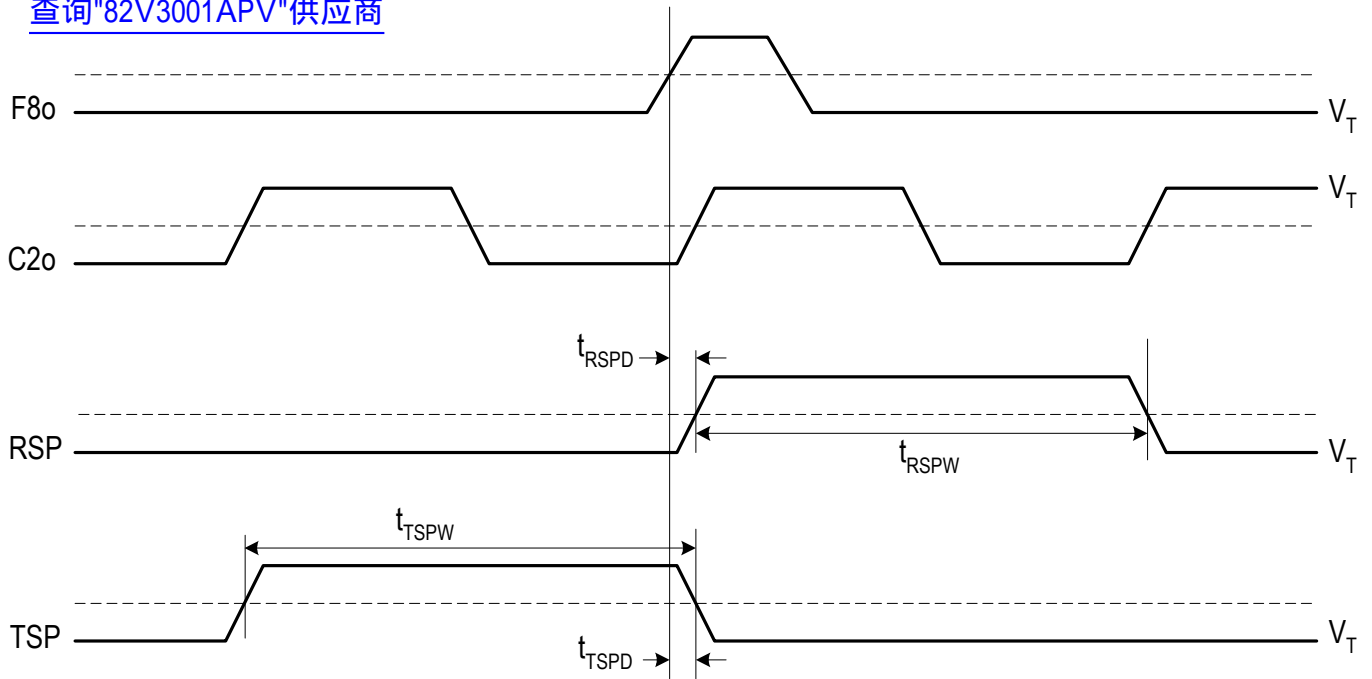 查询"82V3001APV"供应商
F8o
V_T
V_T
C2o
t_RSPD
RSP
t_RSPW
V_T
t_TSPW
TSP
V_T
t_TSPD